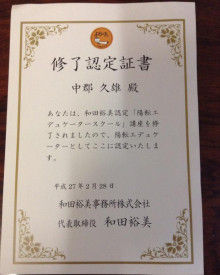 修了認定証書
中郡 久雄 殿
あなたは、和田裕美認定「陽転エ
デュケータースクール」講座を修
了されましたので、陽転エデュケ
ーターとしてここに認定いたしま
す。
平成27年2月28日
和田裕美事務所株式会社
代表取締役 和田裕美